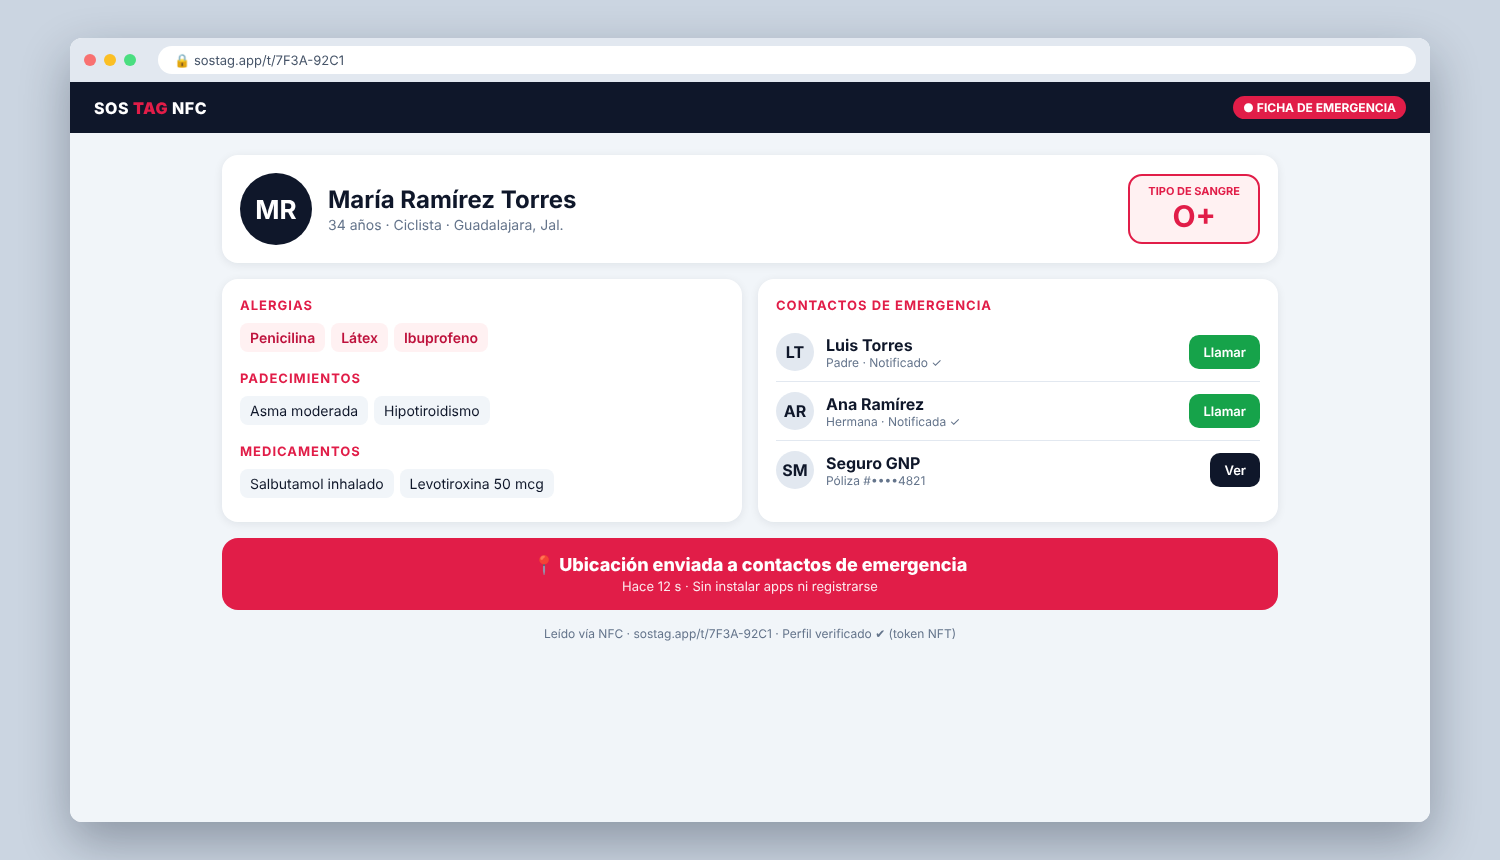 🔒 sostag.app/t/7F3A-92C1
SOS TAG NFC
FICHA DE EMERGENCIA
MR
María Ramírez Torres
34 años · Ciclista · Guadalajara, Jal.
TIPO DE SANGRE
O+
ALERGIAS
Penicilina Látex Ibuprofeno
PADECIMIENTOS
Asma moderada Hipotiroidismo
MEDICAMENTOS
Salbutamol inhalado Levotiroxina 50 mcg
CONTACTOS DE EMERGENCIA
LT
Luis Torres
Padre · Notificado ✓
Llamar
AR
Ana Ramírez
Hermana · Notificada ✓
Llamar
SM
Seguro GNP
Póliza #••••4821
Ver
📍 Ubicación enviada a contactos de emergencia
Hace 12 s · Sin instalar apps ni registrarse
Leído vía NFC · sostag.app/t/7F3A-92C1 · Perfil verificado ✔ (token NFT)